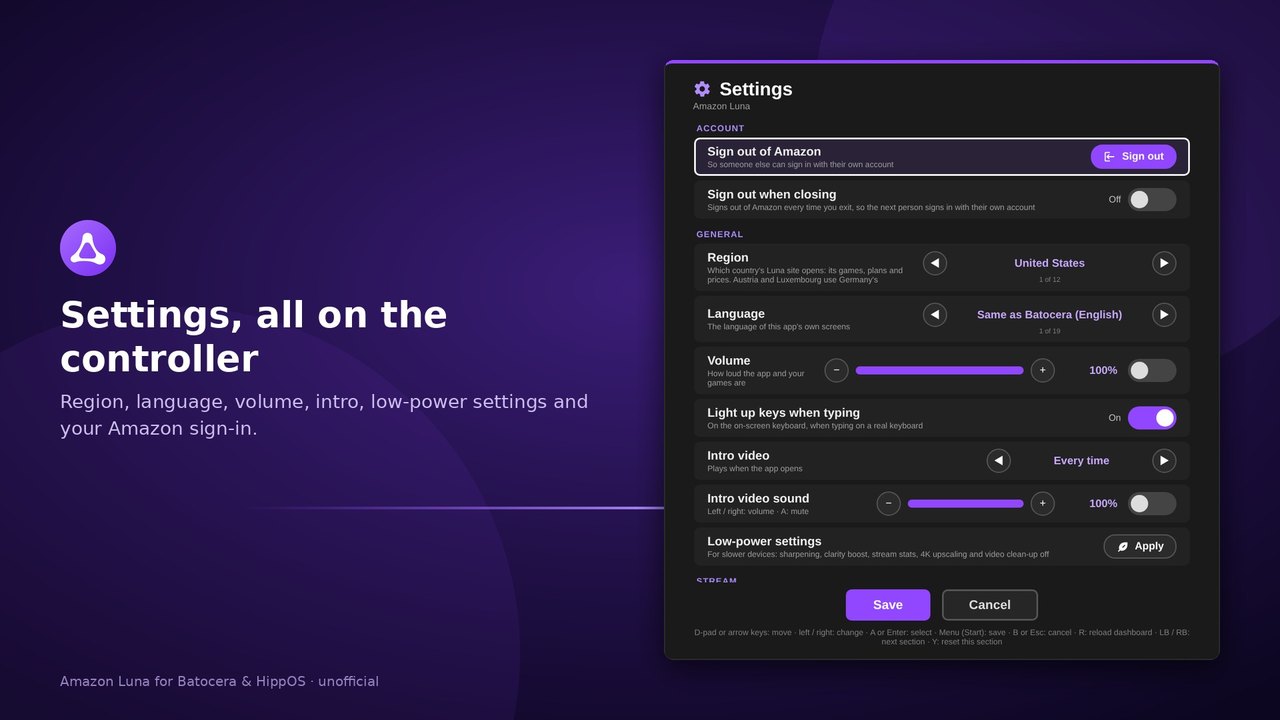 Settings, all on the
controller
Region, language, volume, intro, low-power settings and
your Amazon sign-in.
Amazon Luna for Batocera & HippOS · unofficial
Settings
Amazon Luna
ACCOUNT
Sign out of Amazon
So someone else can sign in with their own account
Sign out
Sign out when closing
Signs out of Amazon every time you exit, so the next person signs in with their own account
Off
GENERAL
Region
Which country's Luna site opens: its games, plans and
prices. Austria and Luxembourg use Germany's
United States
1 of 12
Language
The language of this app's own screens
Same as Batocera (English)
1 of 19
Volume
How loud the app and your
games are
−
+
100%
Light up keys when typing
On the on-screen keyboard, when typing on a real keyboard
On
Intro video
Plays when the app opens
Every time
Intro video sound
Left / right: volume · A: mute
−
+
100%
Low-power settings
For slower devices: sharpening, clarity boost, stream stats, 4K upscaling and video clean-up off
Apply
STREAM
Save
Cancel
D-pad or arrow keys: move · left / right: change · A or Enter: select · Menu (Start): save · B or Esc: cancel · R: reload dashboard · LB / RB:
next section · Y: reset this section